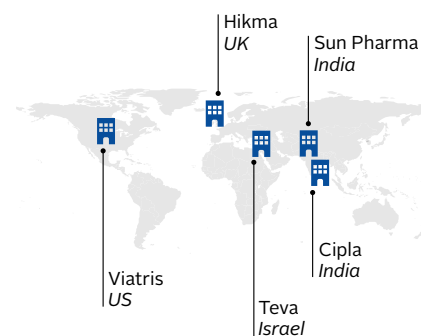 Hikma
UK
Sun Pharma
India
Cipla
India
Viatris
US
Teva
Israel